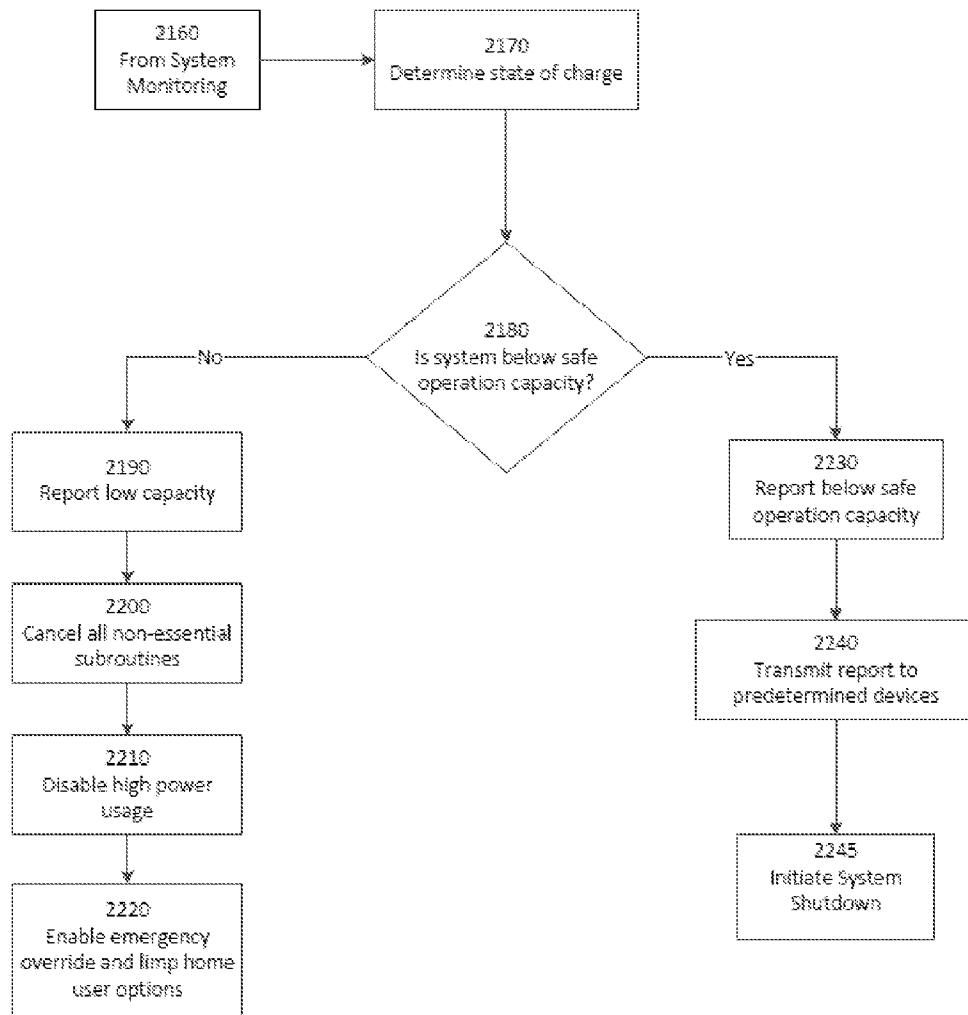 2160
From System
Monitoring
2170
Determine state of charge
2180
Is system below safe
operation capacity?
No
Yes
2190
Report low capacity
2200
Cancel all non-essential
subroutines
2210
Disable high power
usage
2220
Enable emergency
override and limp home
user options
2230
Report below safe
operation capacity
2240
Transmit report to
predetermined devices
2245
Initiate System
Shutdown